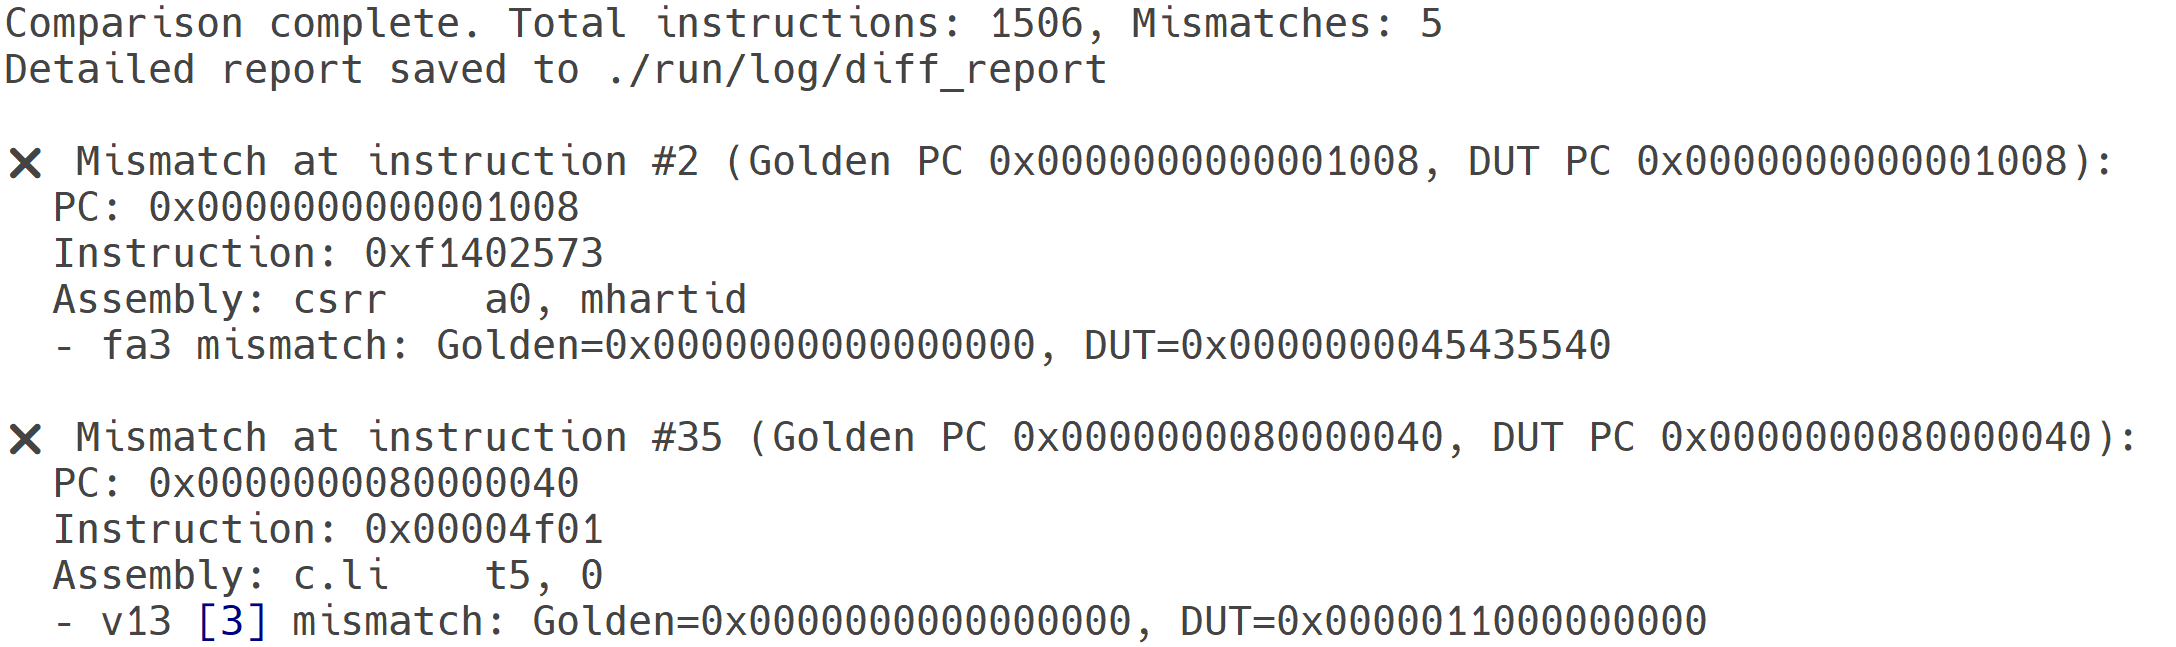 Comparison complete. Total instructions: 1506, Mismatches: 5
Detailed report saved to ./run/log/diff_report
❌ Mismatch at instruction #2 (Golden PC 0x0000000000001008, DUT PC 0x0000000000001008):
PC: 0x0000000000001008
Instruction: 0xf1402573
Assembly: csrr    a0, mhartid
- fa3 mismatch: Golden=0x0000000000000000, DUT=0x0000000045435540
❌ Mismatch at instruction #35 (Golden PC 0x0000000080000040, DUT PC 0x0000000080000040):
PC: 0x0000000080000040
Instruction: 0x00004f01
Assembly: c.li    t5, 0
- v13 [3] mismatch: Golden=0x0000000000000000, DUT=0x0000011000000000